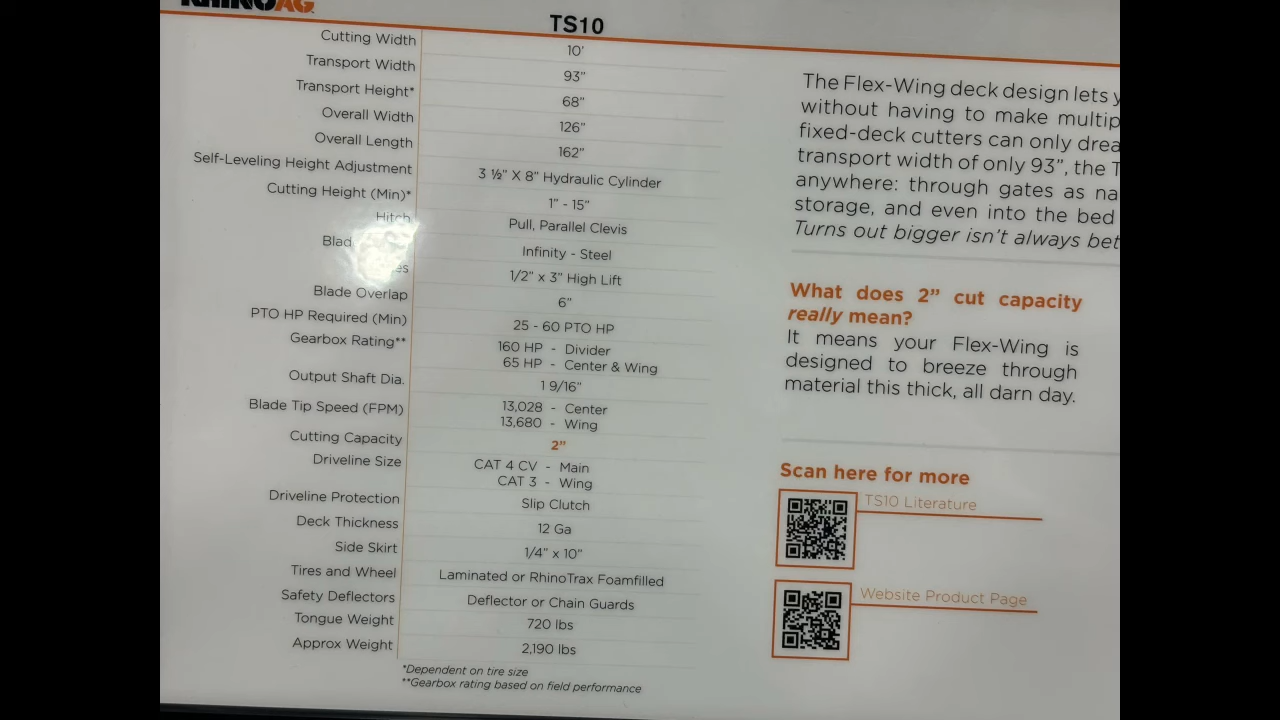 RHINOAG.
TS10
Cutting Width 10'
Transport Width 93"
Transport Height* 68"
Overall Width 126"
Overall Length 162"
Self-Leveling Height Adjustment 3 ½" X 8" Hydraulic Cylinder
Cutting Height (Min)* 1" - 15"
Hitch Pull, Parallel Clevis
Blad Infinity - Steel
es 1/2" x 3" High Lift
Blade Overlap 6"
PTO HP Required (Min) 25 - 60 PTO HP
Gearbox Rating** 160 HP - Divider
65 HP - Center & Wing
Output Shaft Dia. 1 9/16"
Blade Tip Speed (FPM) 13,028 - Center
13,680 - Wing
Cutting Capacity 2"
Driveline Size CAT 4 CV - Main
CAT 3 - Wing
Driveline Protection Slip Clutch
Deck Thickness 12 Ga
Side Skirt 1/4" x 10"
Tires and Wheel Laminated or RhinoTrax Foamfilled
Safety Deflectors Deflector or Chain Guards
Tongue Weight 720 lbs
Approx Weight 2,190 lbs
*Dependent on tire size
**Gearbox rating based on field performance
The Flex-Wing deck design lets y
without having to make multip
fixed-deck cutters can only drea
transport width of only 93", the T
anywhere: through gates as na
storage, and even into the bed
Turns out bigger isn't always bet
What does 2" cut capacity
really mean?
It means your Flex-Wing is
designed to breeze through
material this thick, all darn day.
Scan here for more
TS10 Literature
Website Product Page